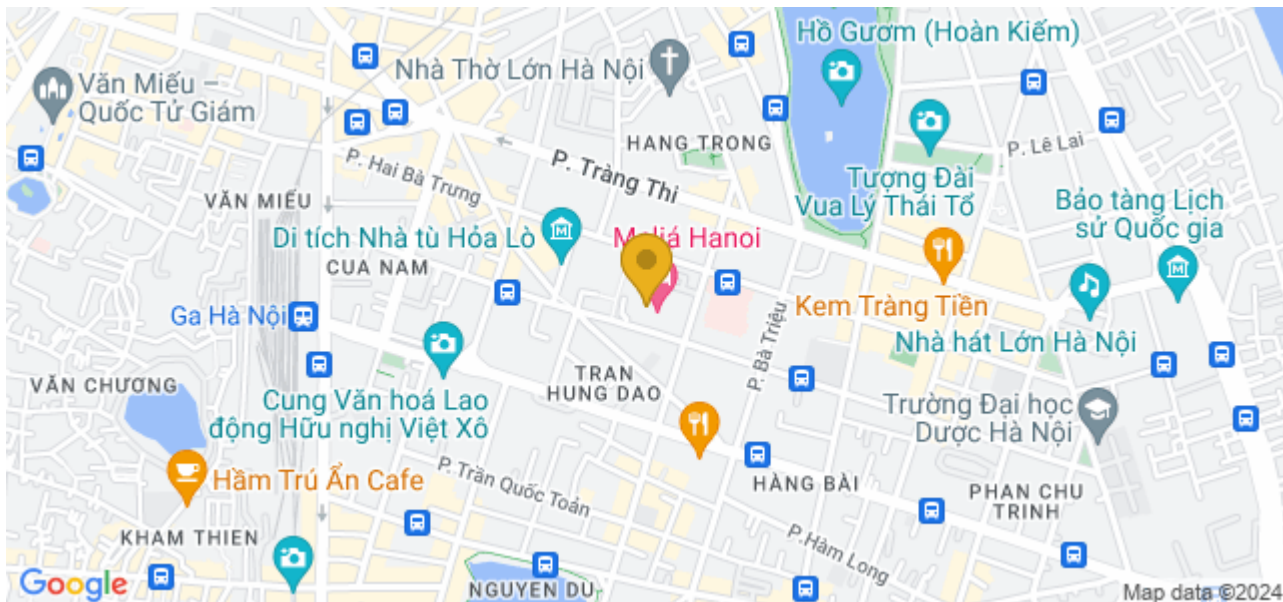 Hồ Gươm (Hoàn Kiếm)
Nhà Thờ Lớn Hà Nội
Văn Miếu –
Quốc Tử Giám
HANG TRONG
P. Lê Lai
P. Hai Bà Trưng
P. Tràng Thi
Tượng Đài
Vua Lý Thái Tổ
VĂN MIẾU
Bảo tàng Lịch
sử Quốc gia
Di tích Nhà tù Hỏa Lò
Meliá Hanoi
CUA NAM
Kem Tràng Tiền
Ga Hà Nội
Nhà hát Lớn Hà Nội
P. Bà Triệu
VĂN CHƯƠNG
TRAN
HUNG DAO
Cung Văn hoá Lao
động Hữu nghị Việt Xô
Trường Đại học
Dược Hà Nội
Hầm Trú Ẩn Cafe
P. Trần Quốc Toản
HÀNG BÀI
PHAN CHU
TRINH
KHAM THIEN
P.Hàm Long
NGUYEN DU
Google
Map data ©2024